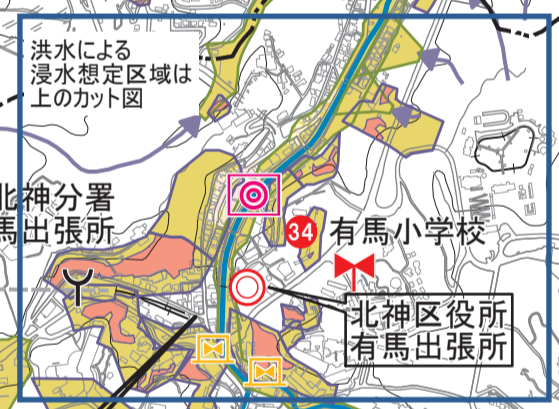 洪水による
浸水想定区域は
上のカット図
北神分署
馬出張所
34
有馬小学校
北神区役所
有馬出張所